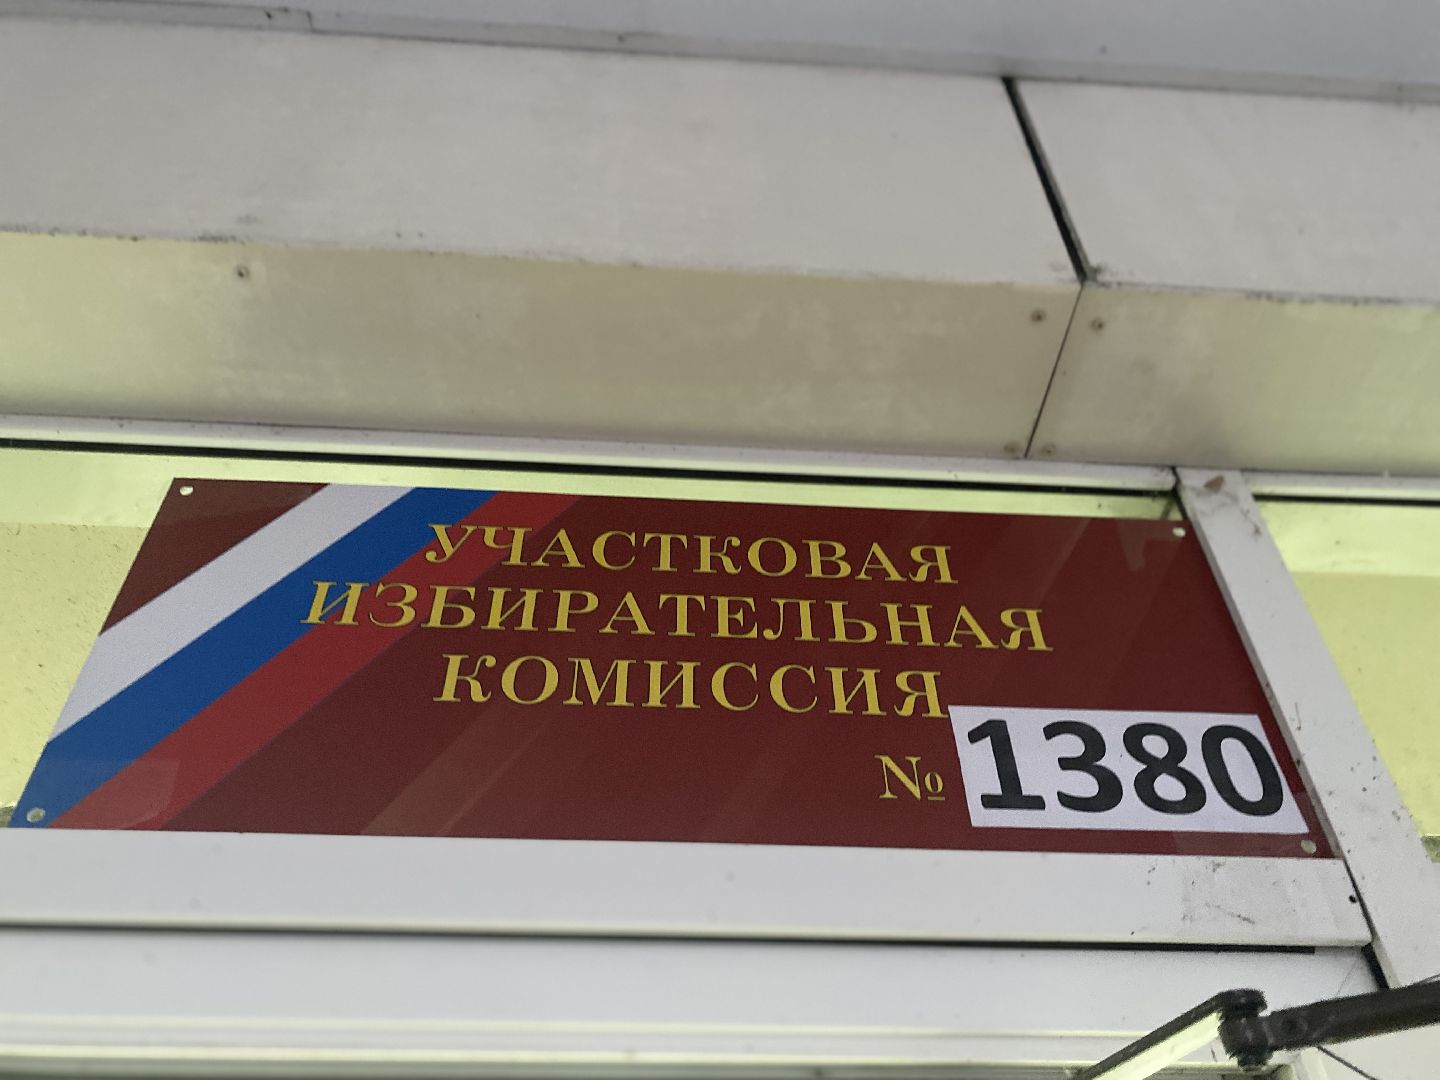 УЧАСТКОВАЯ
ИЗБИРАТЕЛЬНАЯ
КОМИССИЯ
№ 1380